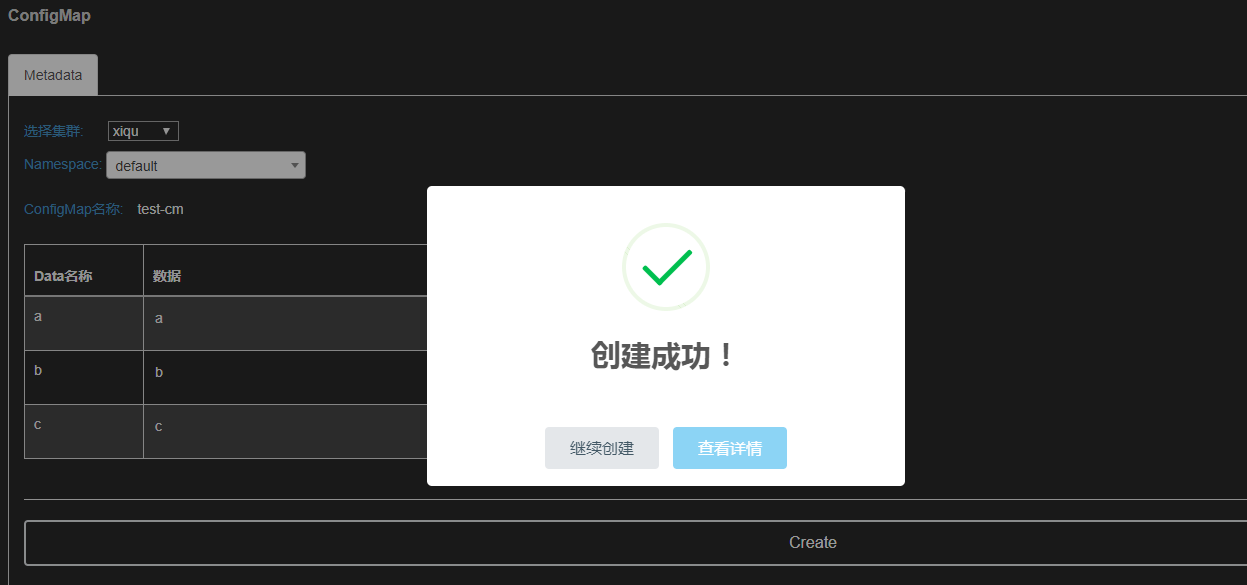 ConfigMap
Metadata
选择集群: xiqu
Namespace: default
ConfigMap名称: test-cm
Data名称 数据
a a
b b
c c
创建成功！
继续创建 查看详情
Create